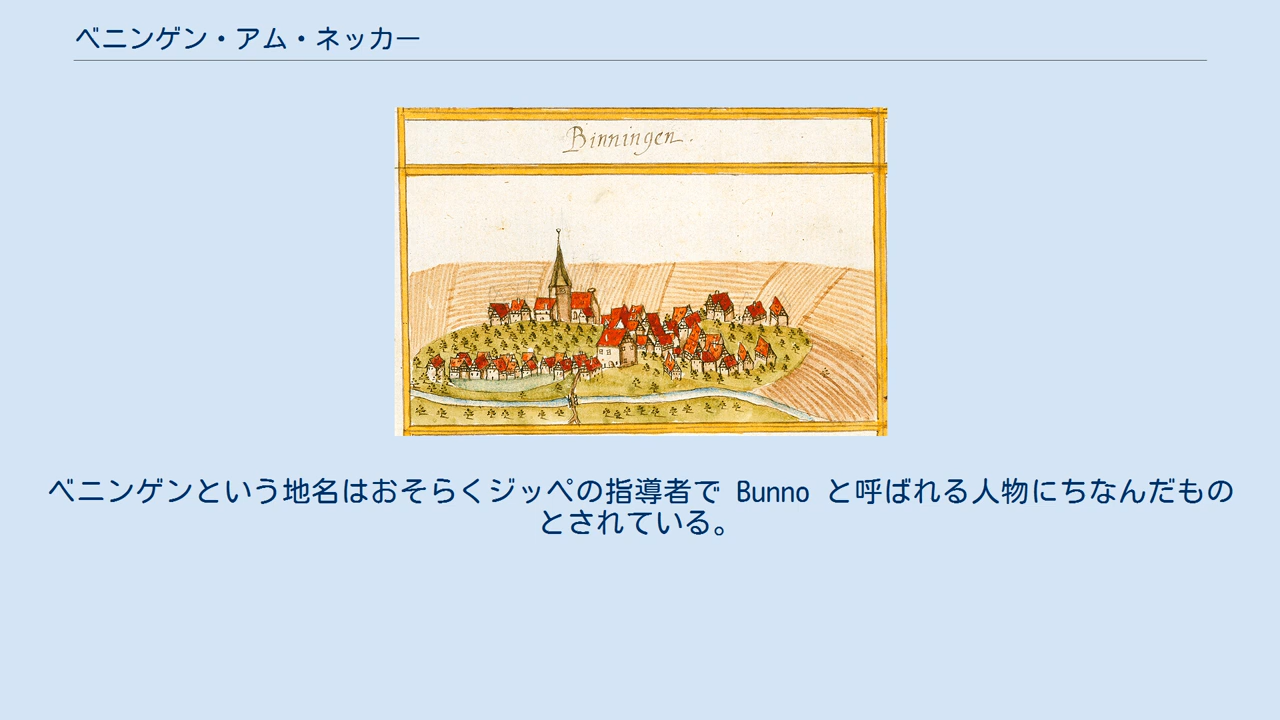 ベニンゲン・アム・ネッカー
Binningen.
ベニンゲンという地名はおそらくジッペの指導者で Bunno と呼ばれる人物にちなんだもの
とされている。